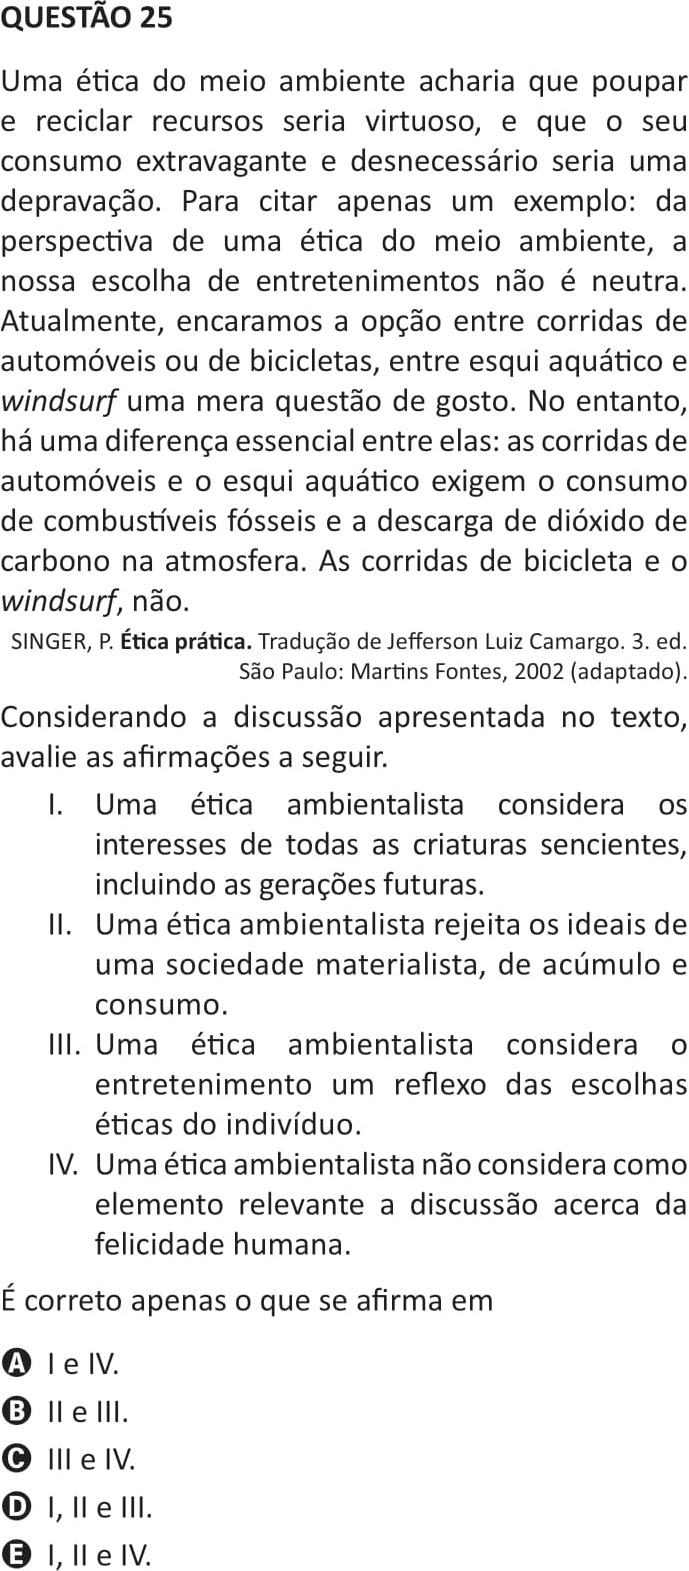 QUESTÃO 25
Uma ética do meio ambiente acharia que poupar
e reciclar recursos seria virtuoso, e que o seu
consumo extravagante e desnecessário seria uma
depravação. Para citar apenas um exemplo: da
perspectiva de uma ética do meio ambiente, a
nossa escolha de entretenimentos não é neutra.
Atualmente, encaramos a opção entre corridas de
automóveis ou de bicicletas, entre esqui aquático e
windsurf uma mera questão de gosto. No entanto,
há uma diferença essencial entre elas: as corridas de
automóveis e o esqui aquático exigem o consumo
de combustíveis fósseis e a descarga de dióxido de
carbono na atmosfera. As corridas de bicicleta e o
windsurf, não.
SINGER, P. Ética prática. Tradução de Jefferson Luiz Camargo. 3. ed.
São Paulo: Martins Fontes, 2002 (adaptado).
Considerando a discussão apresentada no texto,
avalie as afirmações a seguir.
I. Uma ética ambientalista considera os
interesses de todas as criaturas sencientes,
incluindo as gerações futuras.
II. Uma ética ambientalista rejeita os ideais de
uma sociedade materialista, de acúmulo e
consumo.
III. Uma ética ambientalista considera o
entretenimento um reflexo das escolhas
éticas do indivíduo.
IV. Uma ética ambientalista não considera como
elemento relevante a discussão acerca da
felicidade humana.
É correto apenas o que se afirma em
A I e IV.
B II e III.
C III e IV.
D I, II e III.
E I, II e IV.